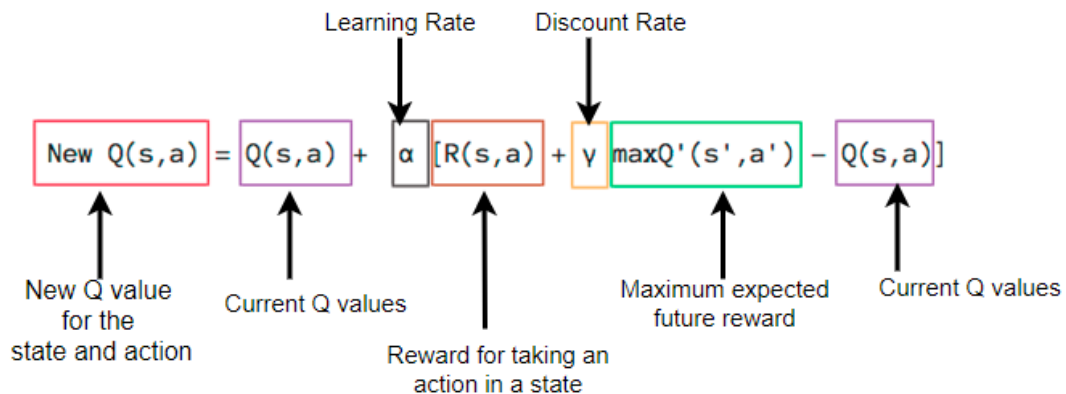 Learning Rate
Discount Rate
New Q(s,a) = Q(s,a) + α [R(s,a) + γ maxQ'(s',a') − Q(s,a)]
New Q value
for the
state and action
Current Q values
Reward for taking an
action in a state
Maximum expected
future reward
Current Q values